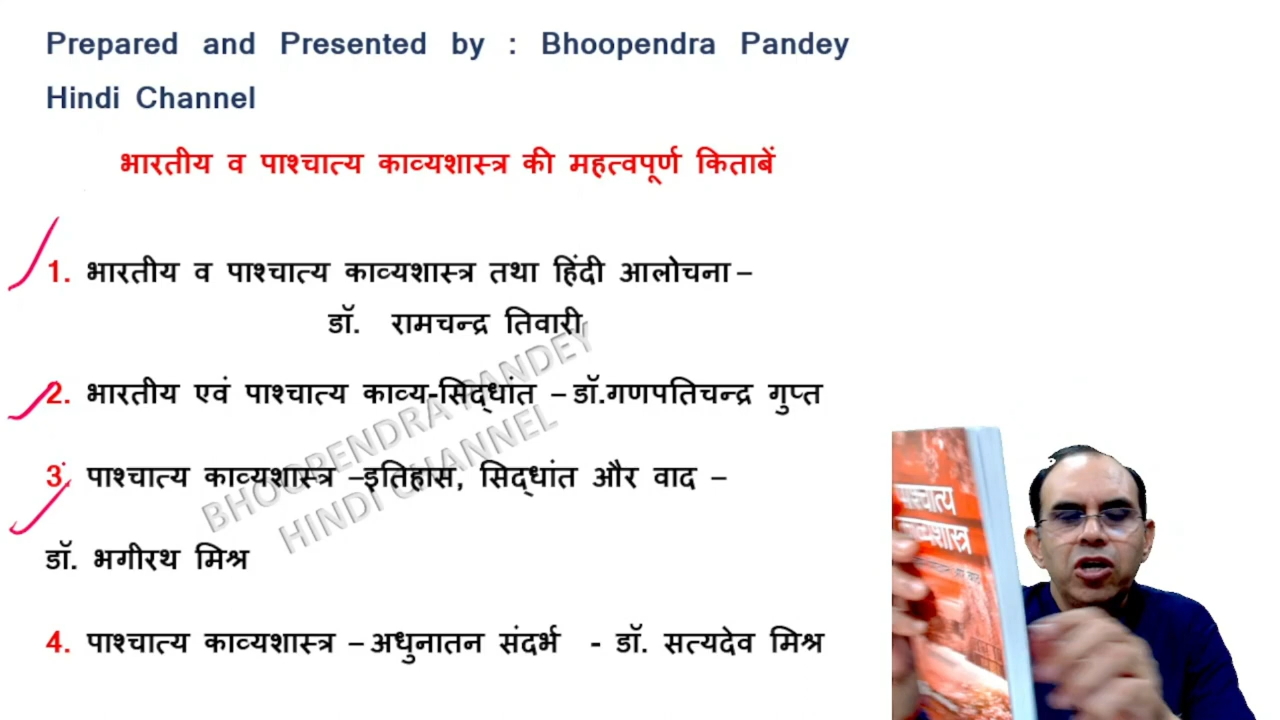 Prepared and Presented by : Bhoopendra Pandey
Hindi Channel
भारतीय व पाश्चात्य काव्यशास्त्र की महत्वपूर्ण किताबें
1. भारतीय व पाश्चात्य काव्यशास्त्र तथा हिंदी आलोचना –
डॉ. रामचन्द्र तिवारी
2. भारतीय एवं पाश्चात्य काव्य-सिद्धांत – डॉ.गणपतिचन्द्र गुप्त
3. पाश्चात्य काव्यशास्त्र –इतिहास, सिद्धांत और वाद –
डॉ. भगीरथ मिश्र
4. पाश्चात्य काव्यशास्त्र – अधुनातन संदर्भ - डॉ. सत्यदेव मिश्र
BHOOPENDRA PANDEY
HINDI CHANNEL
पाश्चात्य
काव्यशास्त्र